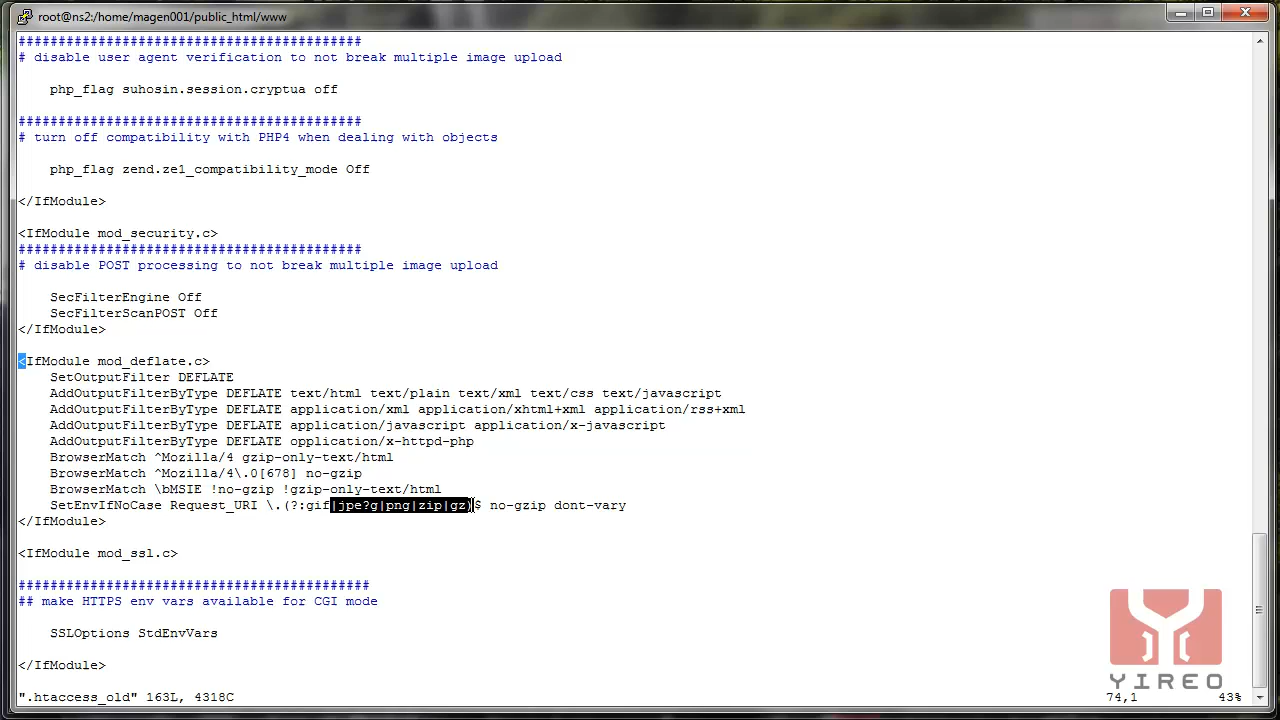 root@ns2:/home/magen001/public_html/www
###########################################
# disable user agent verification to not break multiple image upload
php_flag suhosin.session.cryptua off
###########################################
# turn off compatibility with PHP4 when dealing with objects
php_flag zend.ze1_compatibility_mode Off
</IfModule>
<IfModule mod_security.c>
###########################################
# disable POST processing to not break multiple image upload
SecFilterEngine Off
SecFilterScanPOST Off
</IfModule>
<IfModule mod_deflate.c>
SetOutputFilter DEFLATE
AddOutputFilterByType DEFLATE text/html text/plain text/xml text/css text/javascript
AddOutputFilterByType DEFLATE application/xml application/xhtml+xml application/rss+xml
AddOutputFilterByType DEFLATE application/javascript application/x-javascript
AddOutputFilterByType DEFLATE opplication/x-httpd-php
BrowserMatch ^Mozilla/4 gzip-only-text/html
BrowserMatch ^Mozilla/4\.0[678] no-gzip
BrowserMatch \bMSIE !no-gzip !gzip-only-text/html
SetEnvIfNoCase Request_URI \.(?:gif|jpe?g|png|zip|gz)$ no-gzip dont-vary
</IfModule>
<IfModule mod_ssl.c>
############################################
## make HTTPS env vars available for CGI mode
SSLOptions StdEnvVars
</IfModule>
".htaccess_old" 163L, 4318C 74,1 43%
YIREO